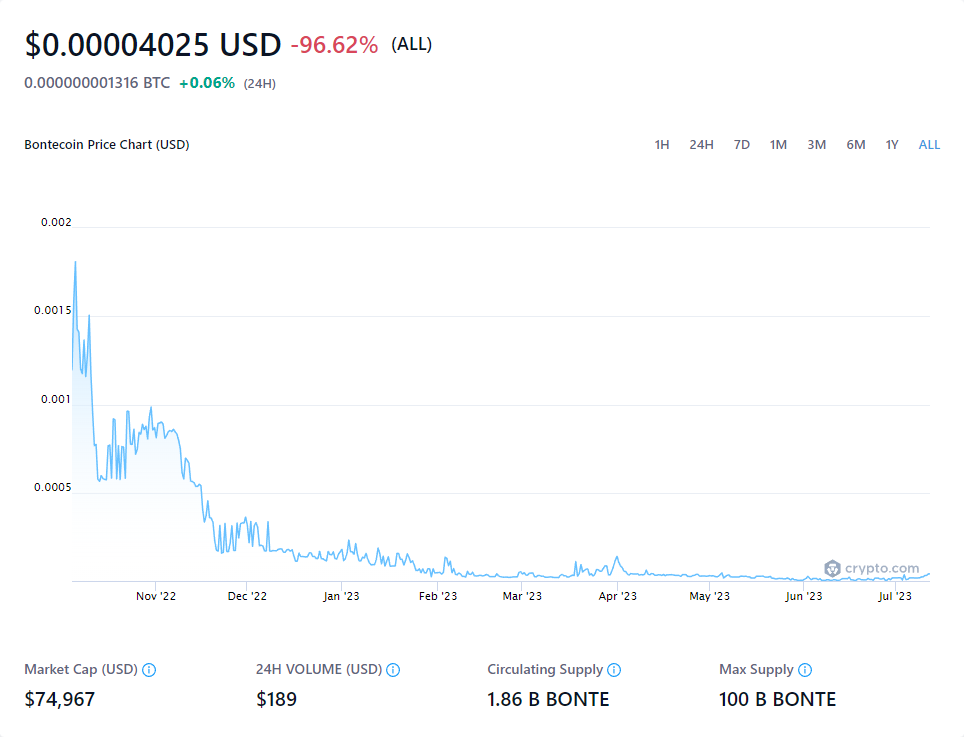 $0.00004025 USD -96.62% (ALL)
0.000000001316 BTC +0.06% (24H)
Bontecoin Price Chart (USD) 1H 24H 7D 1M 3M 6M 1Y ALL
0.002
0.0015
0.001
0.0005
crypto.com
Nov '22 Dec '22 Jan '23 Feb '23 Mar '23 Apr '23 May '23 Jun '23 Jul '23
Market Cap (USD) 24H VOLUME (USD) Circulating Supply Max Supply
$74,967 $189 1.86 B BONTE 100 B BONTE